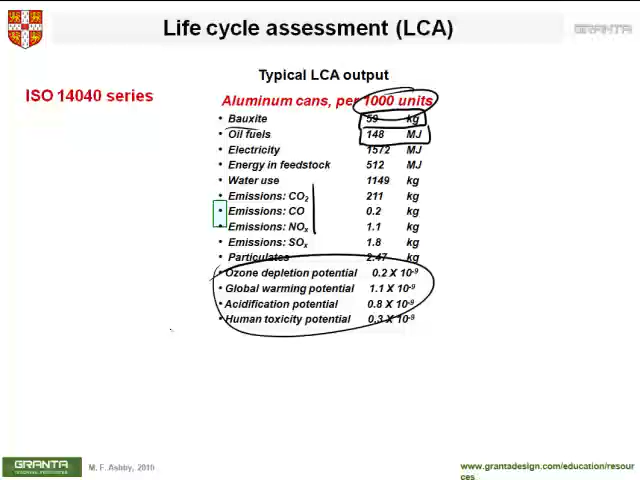 Life cycle assessment (LCA)
GRANTA
Typical LCA output
ISO 14040 series
Aluminum cans, per 1000 units
• Bauxite 59 kg
• Oil fuels 148 MJ
• Electricity 1572 MJ
• Energy in feedstock 512 MJ
• Water use 1149 kg
• Emissions: CO2 211 kg
• Emissions: CO 0.2 kg
• Emissions: NOx 1.1 kg
• Emissions: SOx 1.8 kg
• Particulates 2.47 kg
• Ozone depletion potential 0.2 X 10-9
• Global warming potential 1.1 X 10-9
• Acidification potential 0.8 X 10-9
• Human toxicity potential 0.3 X 10-9
GRANTA
M. F. Ashby,
www.grantadesign.com/education/resour
ces